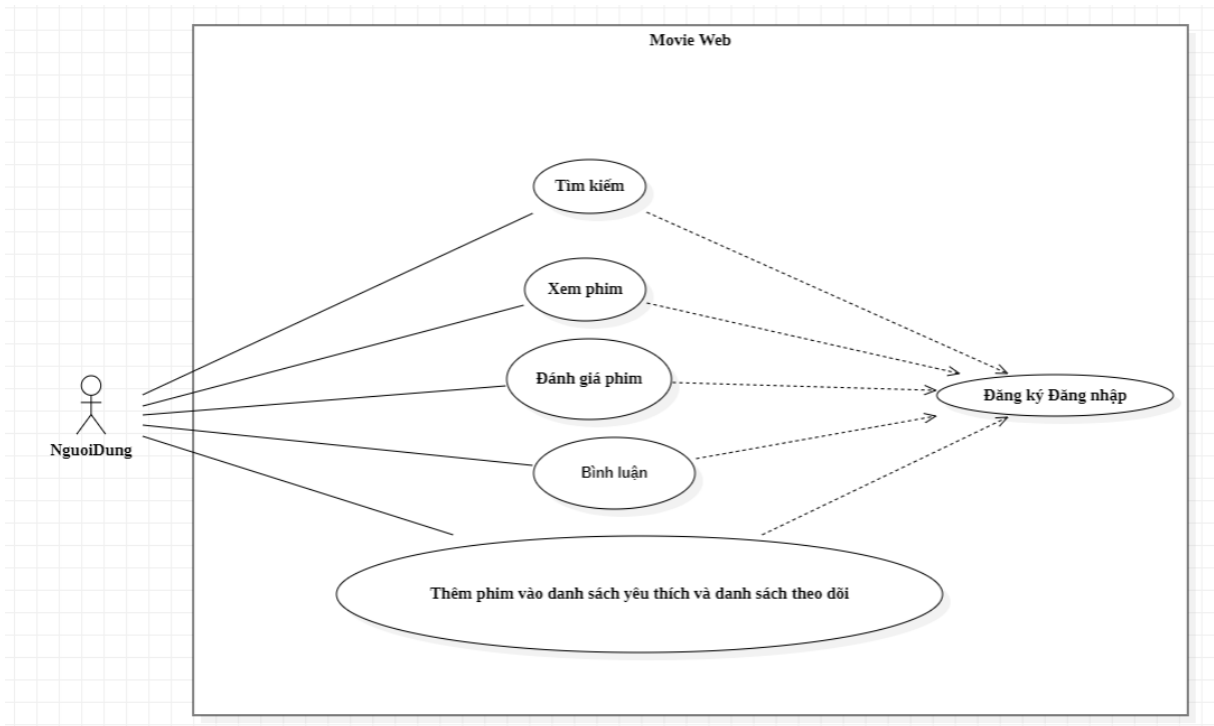 Movie Web
Tìm kiếm
Xem phim
Đánh giá phim
Đăng ký Đăng nhập
NguoiDung
Bình luận
Thêm phim vào danh sách yêu thích và danh sách theo dõi